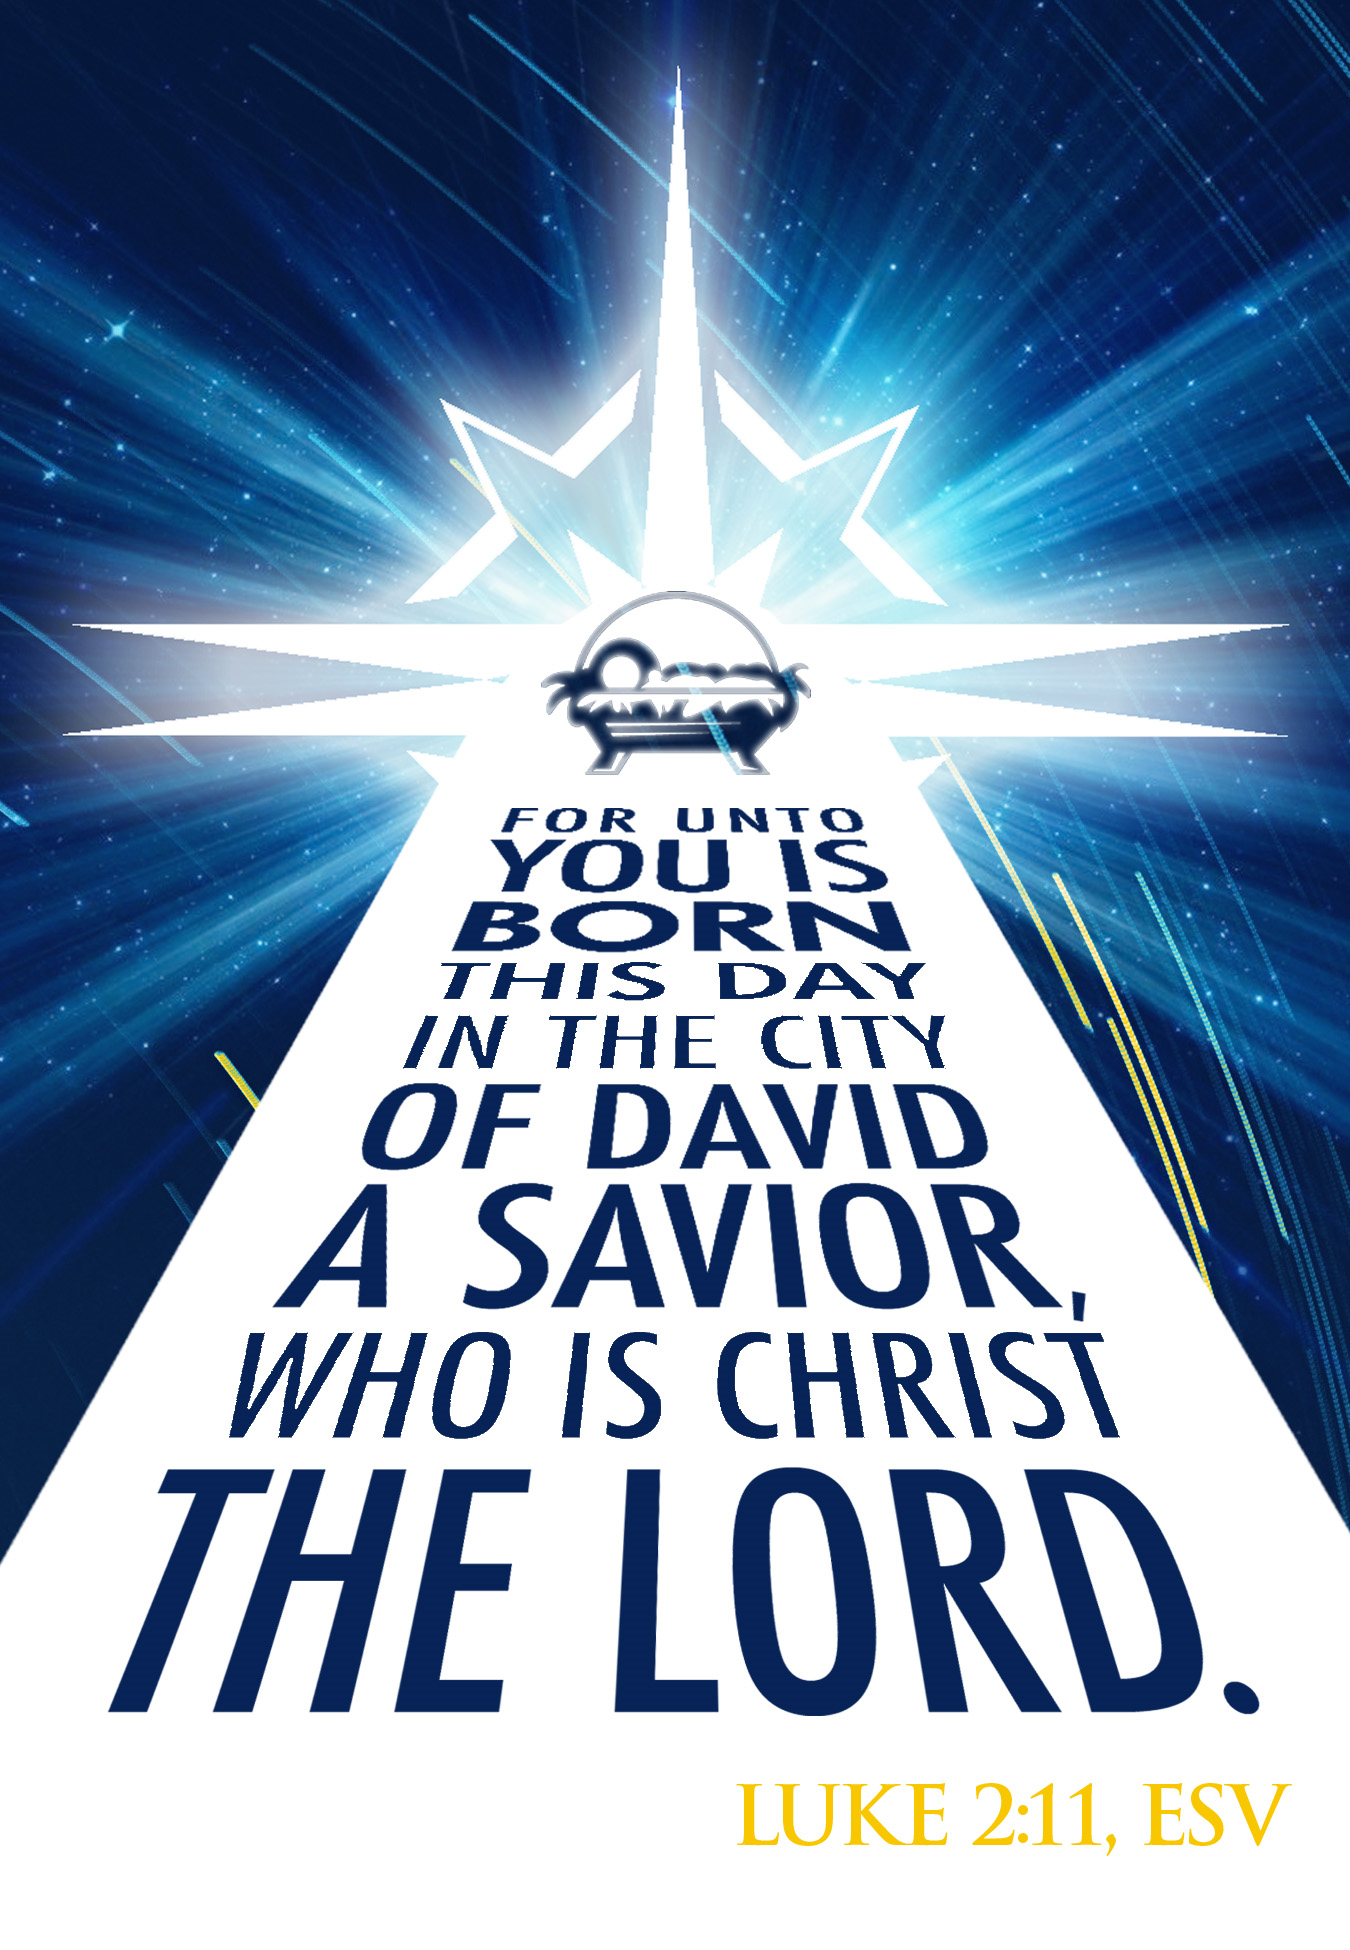 FOR UNTO
YOU IS
BORN
THIS DAY
IN THE CITY
OF DAVID
A SAVIOR,
WHO IS CHRIST
THE LORD.
LUKE 2:11, ESV